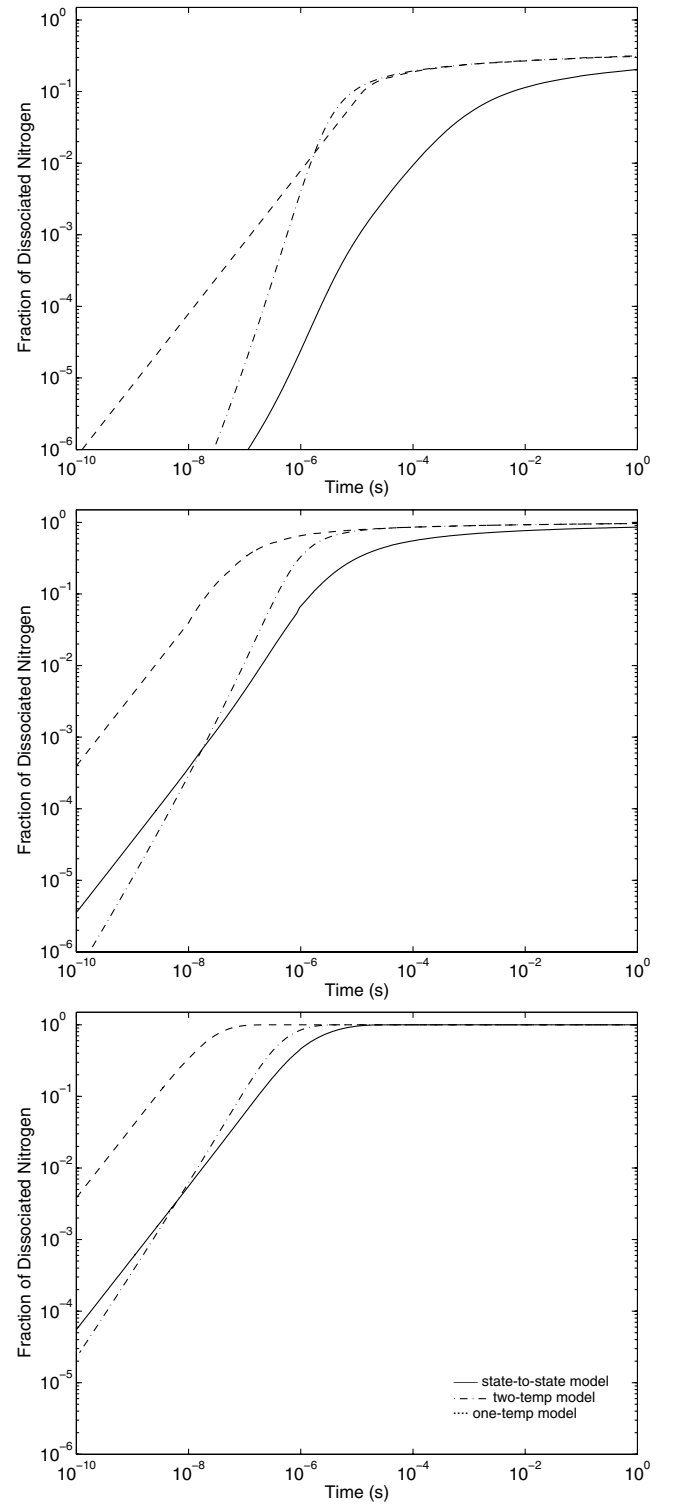 10^0
10^-1
10^-2
10^-3
10^-4
10^-5
10^-6
Fraction of Dissociated Nitrogen
10^-10 10^-8 10^-6 10^-4 10^-2 10^0
Time (s)
10^0
10^-1
10^-2
10^-3
10^-4
10^-5
10^-6
Fraction of Dissociated Nitrogen
10^-10 10^-8 10^-6 10^-4 10^-2 10^0
Time (s)
10^0
10^-1
10^-2
10^-3
10^-4
10^-5
10^-6
Fraction of Dissociated Nitrogen
state-to-state model
two-temp model
one-temp model
10^-10 10^-8 10^-6 10^-4 10^-2 10^0
Time (s)